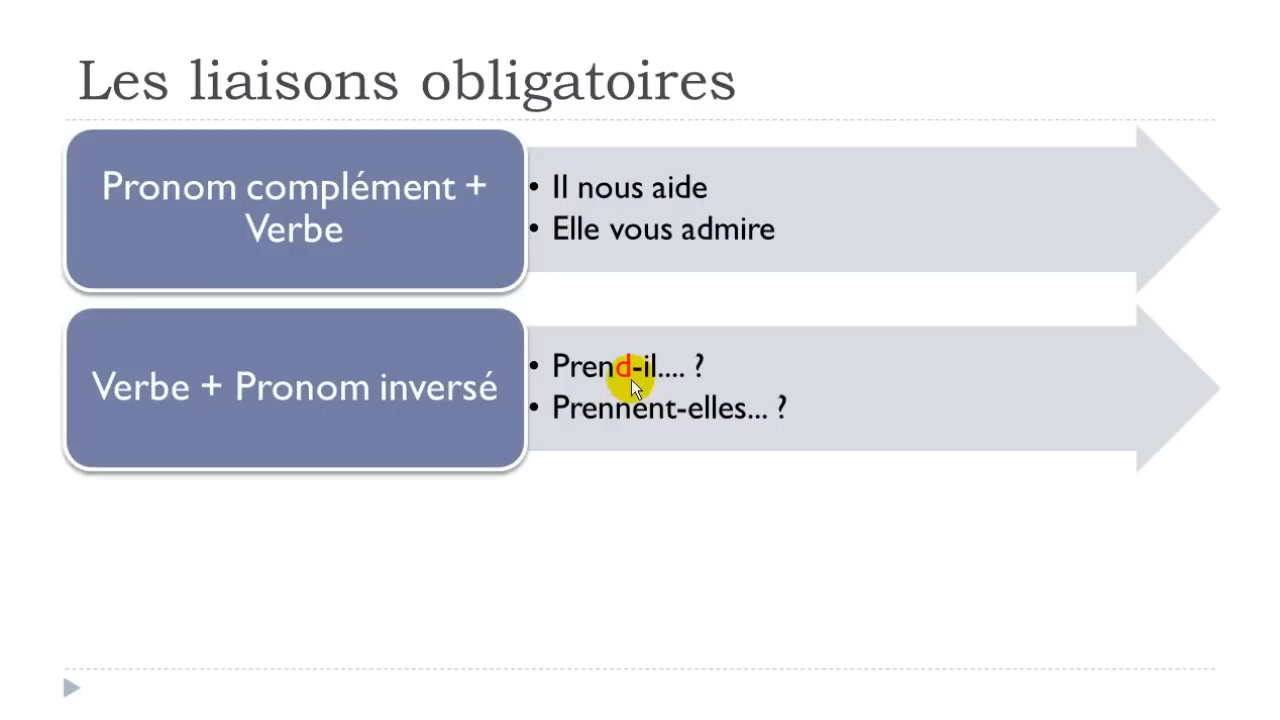 Les liaisons obligatoires
Pronom complément +
Verbe
• Il nous aide
• Elle vous admire
Verbe + Pronom inversé
• Prend-il.... ?
• Prennent-elles... ?